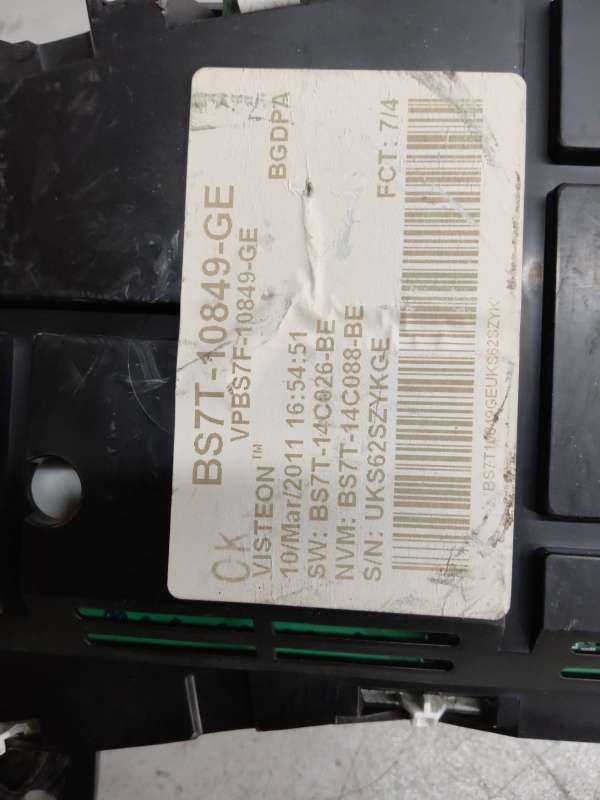 BS7T-10849-GE
VPBS7F-10849-GE
BGDPA
Ck
VISTEON™
10/Mar/2011 16:54:51
SW: BS7T-14C026-BE
NVM: BS7T-14C088-BE
S/N: UKS62SZYKGE
FCT: 7/4
BS7T10849GEUKS62SZYK